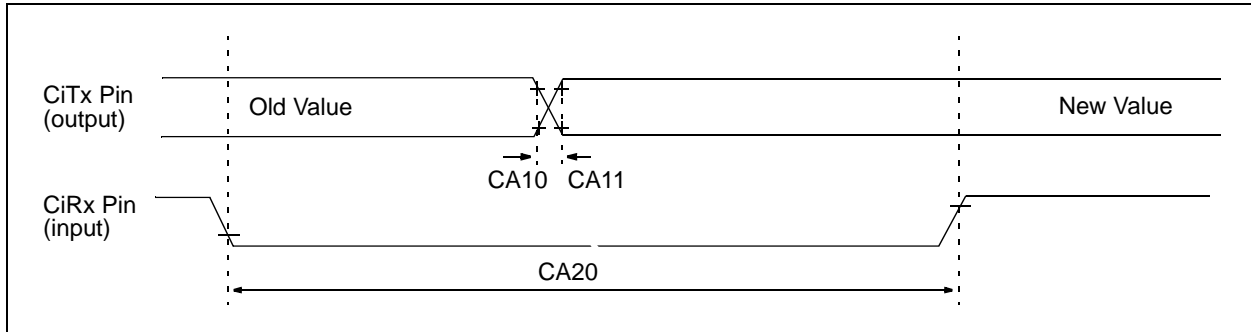 CiTx Pin
(output)
Old Value
New Value
CA10 CA11
CiRx Pin
(input)
CA20